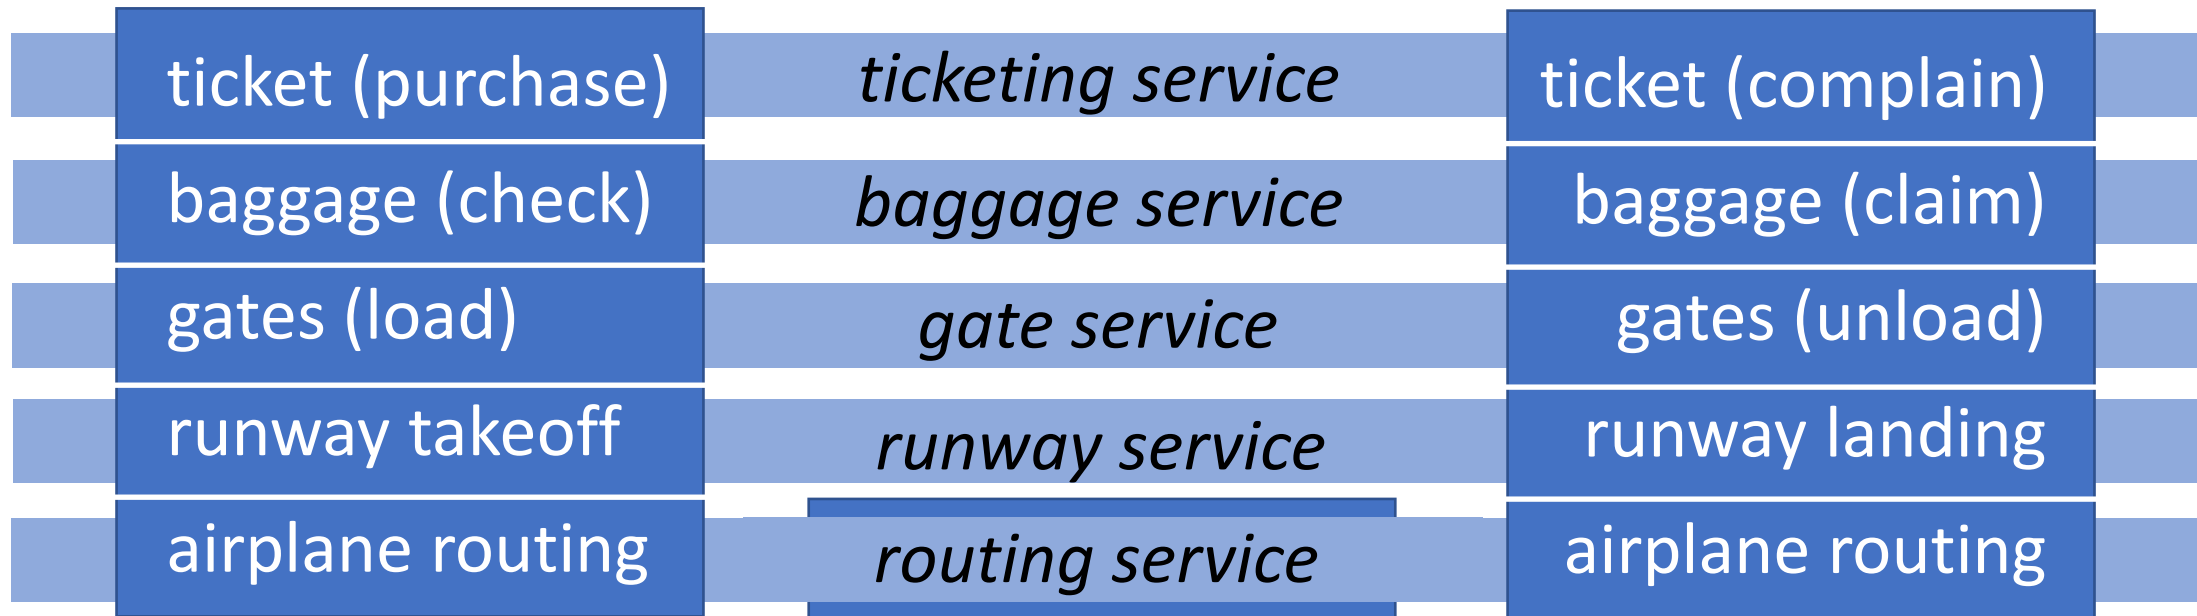 ticket (purchase) ticketing service ticket (complain)
baggage (check) baggage service baggage (claim)
gates (load) gate service gates (unload)
runway takeoff runway service runway landing
airplane routing routing service airplane routing